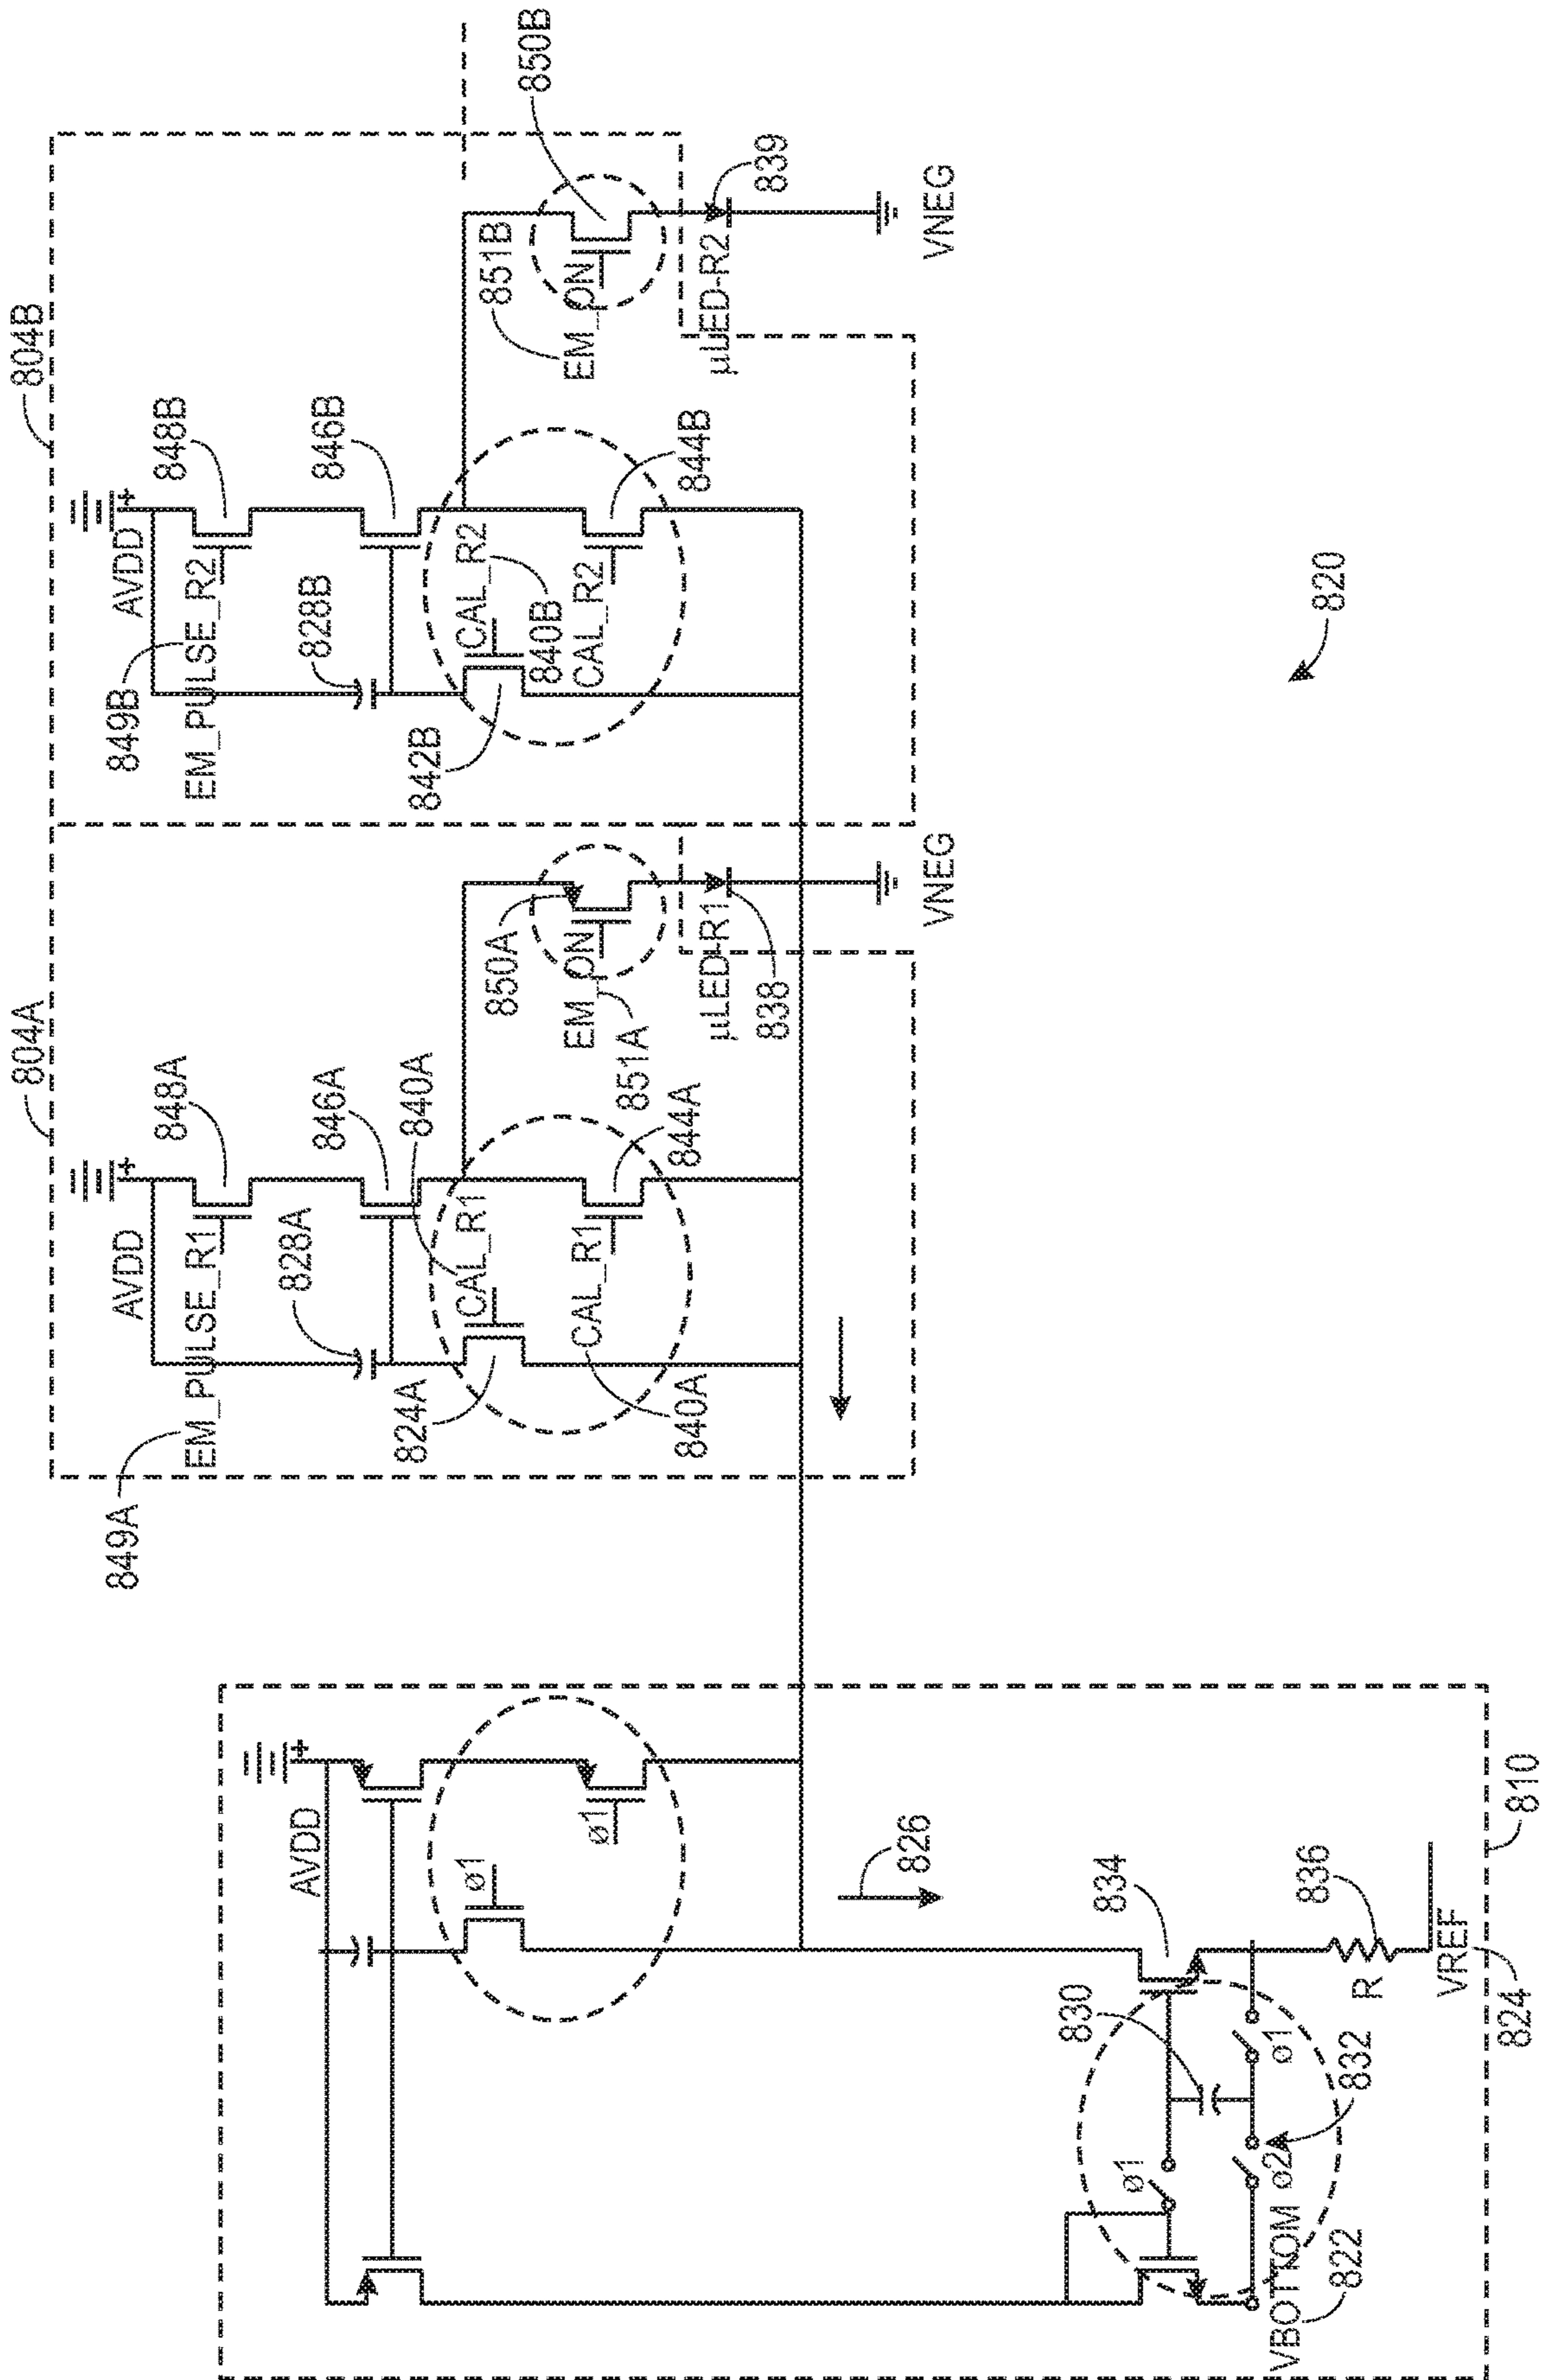 804A
804B
849A
EM_PULSE_R1
AVDD
848A
828A
846A
840A
CAL_R1
824A
CAL_R1
840A
844A
850A
EM_ON
851A
µLED-R1
838
VNEG
849B
EM_PULSE_R2
AVDD
848B
828B
846B
CAL_R2
840B
842B
CAL_R2
844B
851B
EM_ON
850B
µLED-R2
839
VNEG
AVDD
ø1
ø1
826
834
830
ø1
ø1
832
ø2
VBOTTOM
822
R
836
VREF
824
810
820